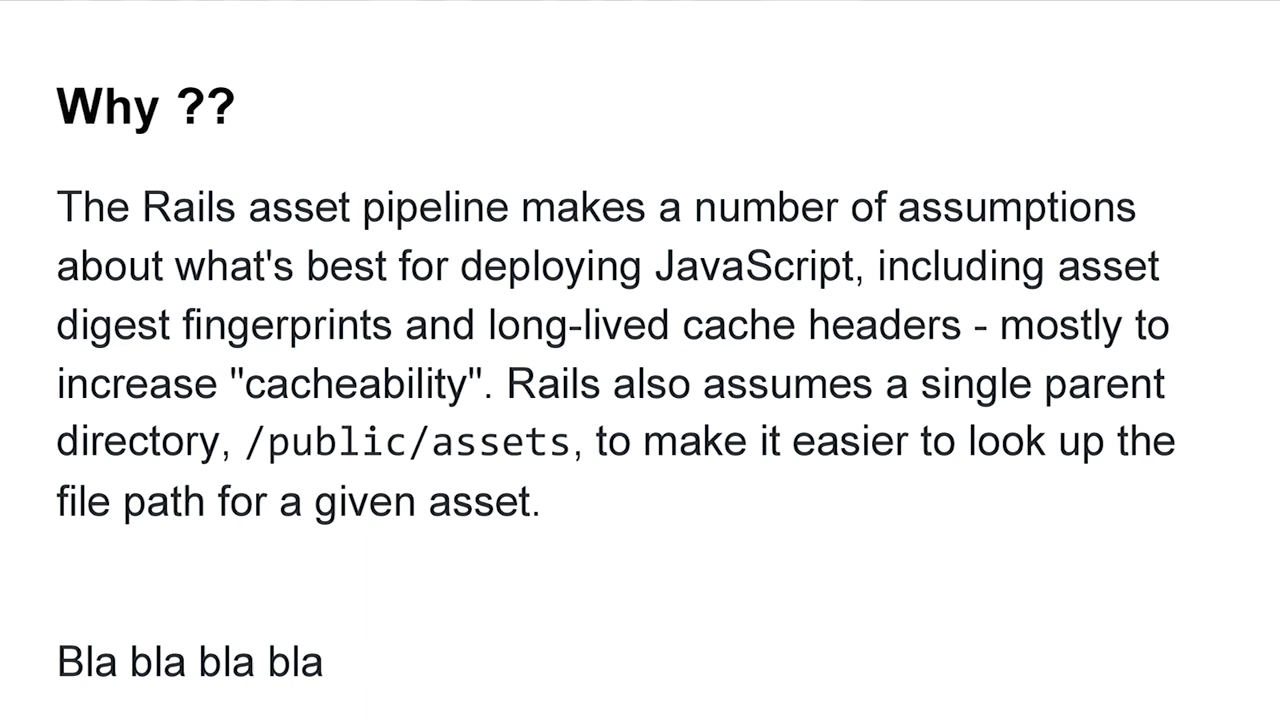 Why ??
The Rails asset pipeline makes a number of assumptions
about what's best for deploying JavaScript, including asset
digest fingerprints and long-lived cache headers - mostly to
increase "cacheability". Rails also assumes a single parent
directory, /public/assets, to make it easier to look up the
file path for a given asset.
Bla bla bla bla